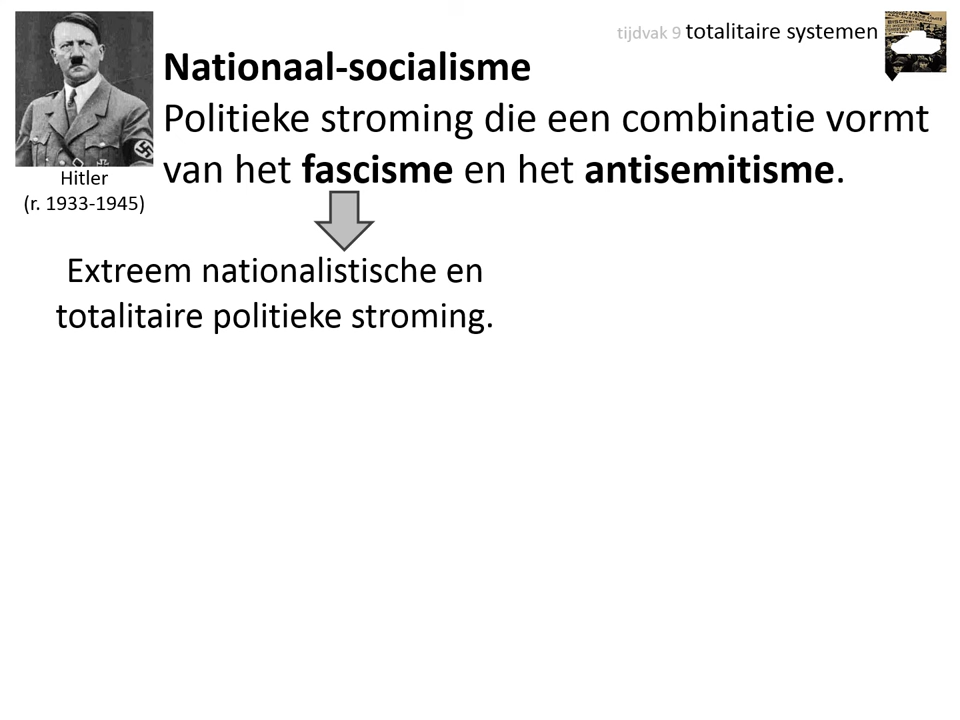 tijdvak 9 totalitaire systemen
Nationaal-socialisme
Politieke stroming die een combinatie vormt
van het fascisme en het antisemitisme.
Hitler
(r. 1933-1945)
Extreem nationalistische en
totalitaire politieke stroming.